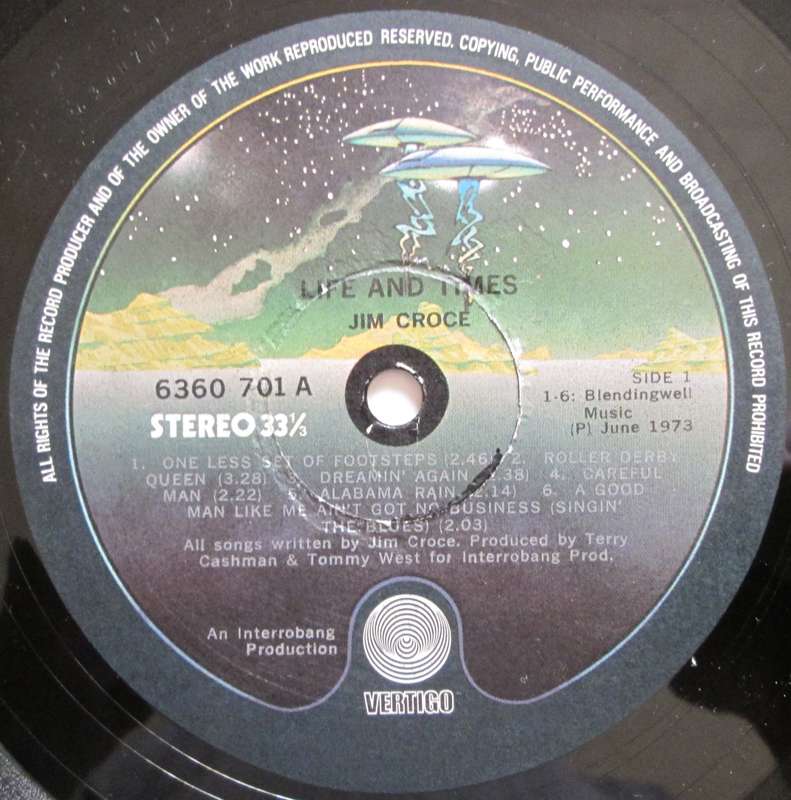 ALL RIGHTS OF THE RECORD PRODUCER AND OF THE OWNER OF THE WORK REPRODUCED RESERVED. COPYING, PUBLIC PERFORMANCE AND BROADCASTING OF THIS RECORD PROHIBITED
LIFE AND TIMES
JIM CROCE
6360 701 A
STEREO 33⅓
SIDE 1
1-6: Blendingwell
Music
(P) June 1973
1. ONE LESS SET OF FOOTSTEPS (2.46) 2. ROLLER DERBY
QUEEN (3.28) DREAMIN' AGAIN (2.38) 4. CAREFUL
MAN (2.22) 5. ALABAMA RAIN (2.14) 6. A GOOD
MAN LIKE ME AIN'T GOT NO BUSINESS (SINGIN'
THE BLUES) (2.03)
All songs written by Jim Croce. Produced by Terry
Cashman & Tommy West for Interrobang Prod.
An Interrobang
Production
VERTIGO